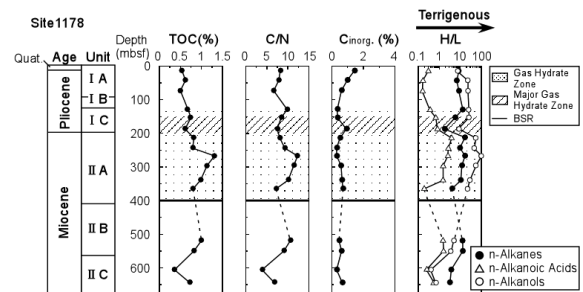 Site1178
Terrigenous
Quat.
Age
Unit
Depth
(mbsf)
TOC(%)
C/N
Cinorg. (%)
H/L
0 0.5 1 1.5
0 5 10 15
0 1 2 3 4
0.1 1 10 100
0
100
200
300
400
500
600
Pliocene
Miocene
I A
I B
I C
II A
II B
II C
Gas Hydrate
Zone
Major Gas
Hydrate Zone
BSR
n-Alkanes
n-Alkanoic Acids
n-Alkanols